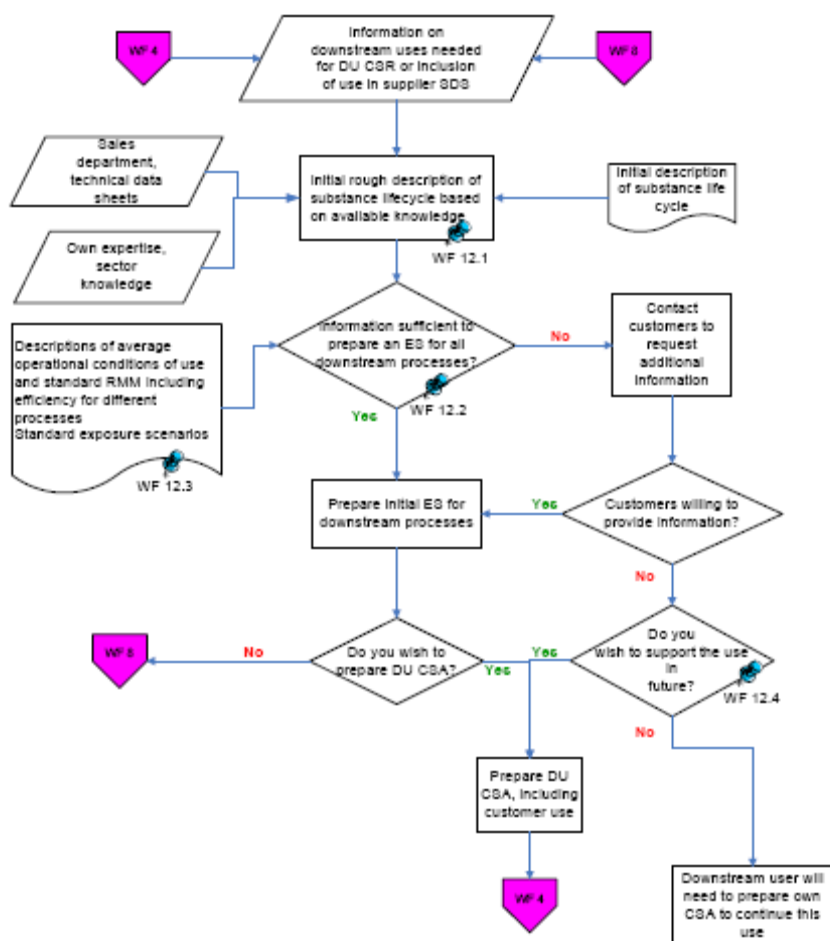 WF 4
Information on
downstream uses needed
for DU CSR or inclusion
of use in supplier SDS
WF 8
Sales
department,
technical data
sheets
Initial rough description of
substance lifecycle based
on available knowledge
Initial description
of substance life
cycle
WF 12.1
Own expertise,
sector
knowledge
Descriptions of average
operational conditions of use
and standard RMM including
efficiency for different
processes
Standard exposure scenarios
WF 12.3
Information sufficient to
prepare an ES for all
downstream processes?
No
Contact
customers to
request
additional
information
WF 12.2
Yes
Prepare initial ES for
downstream processes
Yes
Customers willing to
provide information?
No
WF 8
No
Do you wish to
prepare DU CSA?
Yes
Yes
Do you
wish to support the use
in
future?
WF 12.4
No
Prepare DU
CSA, including
customer use
WF 4
Downstream user will
need to prepare own
CSA to continue this
use